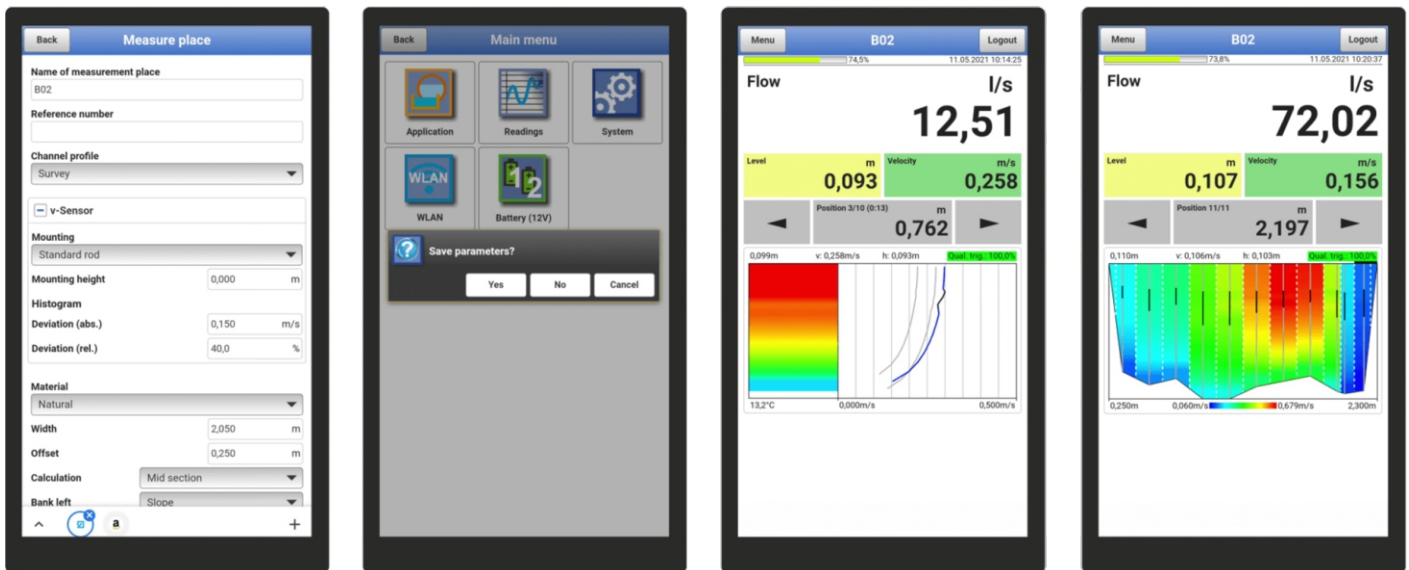 Back
Measure place
Name of measurement place
B02
Reference number
Channel profile
Survey
v-Sensor
Mounting
Standard rod
Mounting height 0,000 m
Histogram
Deviation (abs.) 0,150 m/s
Deviation (rel.) 40,0 %
Material
Natural
Width 2,050 m
Offset 0,250 m
Calculation Mid section
Bank left Slope
a
Back
Main menu
Application Readings System
WLAN
1 2
WLAN Battery (12V)
Save parameters?
Yes No Cancel
Menu B02 Logout
74,5% 11.05.2021 10:14:25
Flow l/s
12,51
Level m Velocity m/s
0,093 0,258
Position 3/10 (0:13) m
0,762
0,099m v: 0,258m/s h: 0,093m Qual. trig.: 100,0%
13,2°C 0,000m/s 0,500m/s
Menu B02 Logout
73,8% 11.05.2021 10:20:37
Flow l/s
72,02
Level m Velocity m/s
0,107 0,156
Position 11/11 m
2,197
0,110m v: 0,106m/s h: 0,103m Qual. trig.: 100,0%
0,250m 0,060m/s 0,679m/s 2,300m